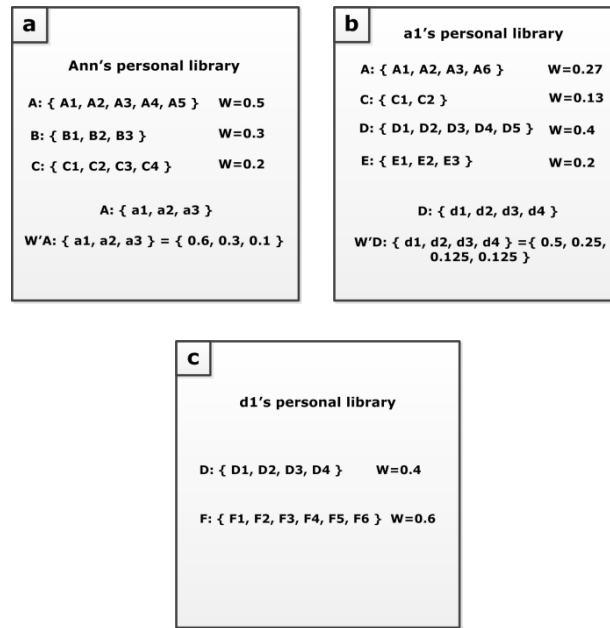 a
Ann's personal library
A: { A1, A2, A3, A4, A5 } W=0.5
B: { B1, B2, B3 } W=0.3
C: { C1, C2, C3, C4 } W=0.2
A: { a1, a2, a3 }
W'A: { a1, a2, a3 } = { 0.6, 0.3, 0.1 }
b
a1's personal library
A: { A1, A2, A3, A6 } W=0.27
C: { C1, C2 } W=0.13
D: { D1, D2, D3, D4, D5 } W=0.4
E: { E1, E2, E3 } W=0.2
D: { d1, d2, d3, d4 }
W'D: { d1, d2, d3, d4 } ={ 0.5, 0.25,
0.125, 0.125 }
c
d1's personal library
D: { D1, D2, D3, D4 } W=0.4
F: { F1, F2, F3, F4, F5, F6 } W=0.6